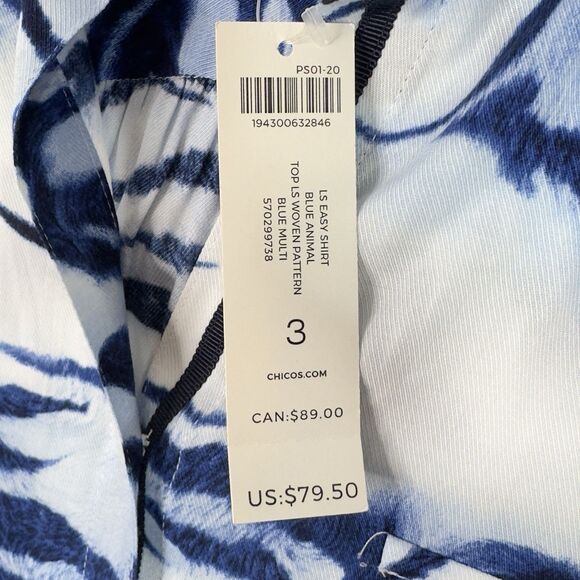 PS01-20
194300632846
LS EASY SHIRT
BLUE ANIMAL
TOP LS WOVEN PATTERN
BLUE MULTI
570299738
3
CHICOS.COM
CAN:$89.00
US:$79.50